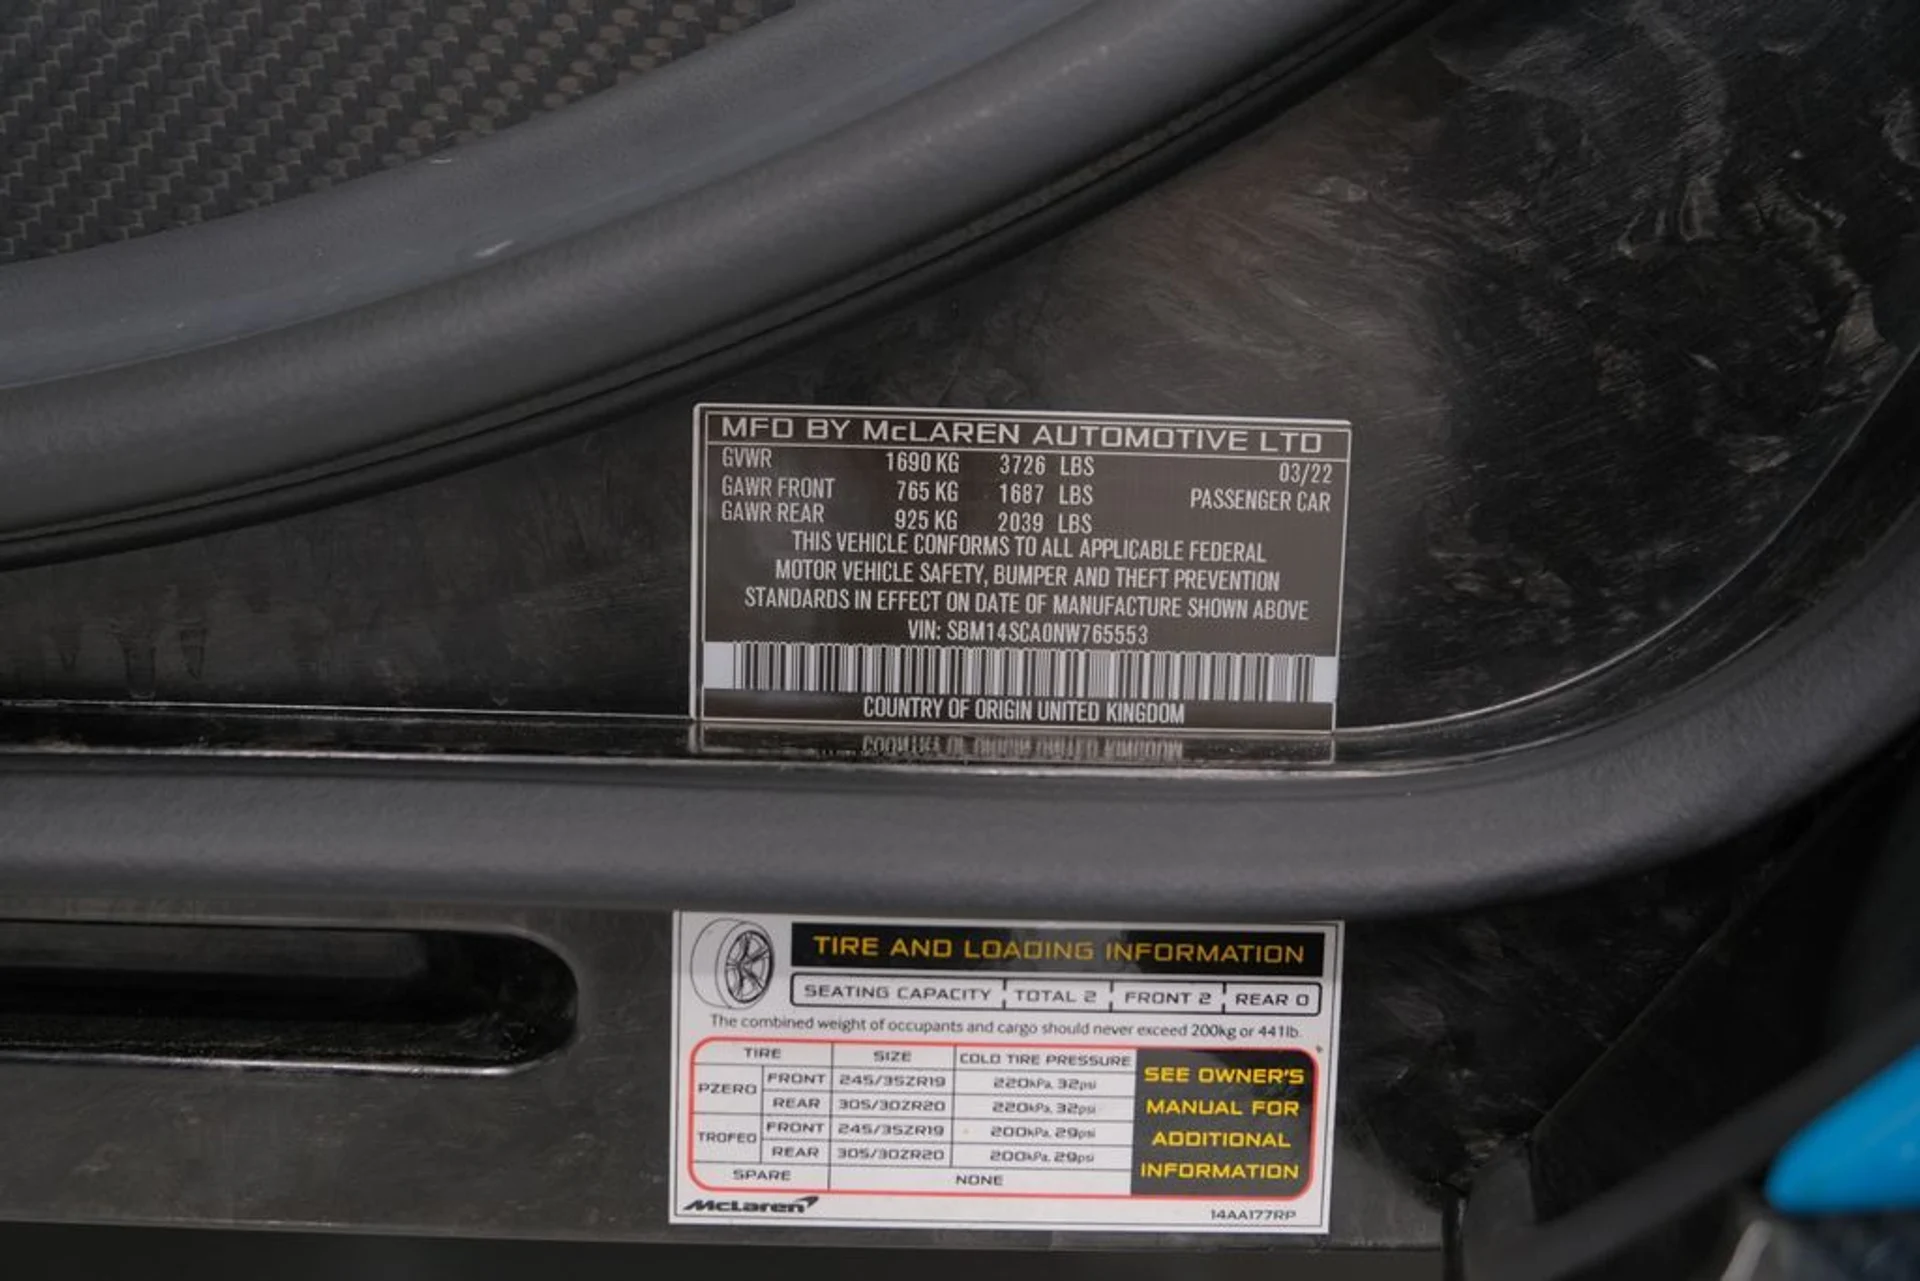 MFD BY McLAREN AUTOMOTIVE LTD
GVWR 1690 KG 3726 LBS 03/22
GAWR FRONT 765 KG 1687 LBS PASSENGER CAR
GAWR REAR 925 KG 2039 LBS
THIS VEHICLE CONFORMS TO ALL APPLICABLE FEDERAL
MOTOR VEHICLE SAFETY, BUMPER AND THEFT PREVENTION
STANDARDS IN EFFECT ON DATE OF MANUFACTURE SHOWN ABOVE
VIN: SBM14SCA0NW765553
COUNTRY OF ORIGIN UNITED KINGDOM
TIRE AND LOADING INFORMATION
SEATING CAPACITY TOTAL 2 FRONT 2 REAR 0
The combined weight of occupants and cargo should never exceed 200kg or 441lb.
TIRE SIZE COLD TIRE PRESSURE
PZERO FRONT 245/35ZR19 220kPa, 32psi
REAR 305/30ZR20 220kPa, 32psi
TROFEO FRONT 245/35ZR19 200kPa, 29psi
REAR 305/30ZR20 200kPa, 29psi
SPARE NONE
SEE OWNER'S
MANUAL FOR
ADDITIONAL
INFORMATION
McLaren
14AA177RP